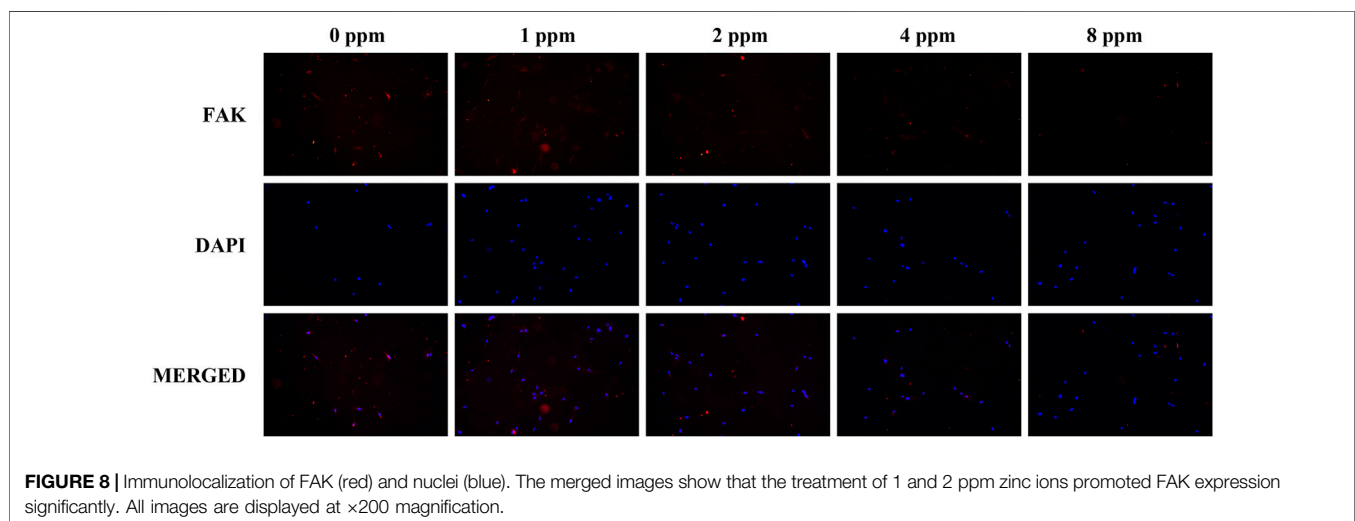 0 ppm 1 ppm 2 ppm 4 ppm 8 ppm
FAK
DAPI
MERGED
FIGURE 8 | Immunolocalization of FAK (red) and nuclei (blue). The merged images show that the treatment of 1 and 2 ppm zinc ions promoted FAK expression
significantly. All images are displayed at ×200 magnification.